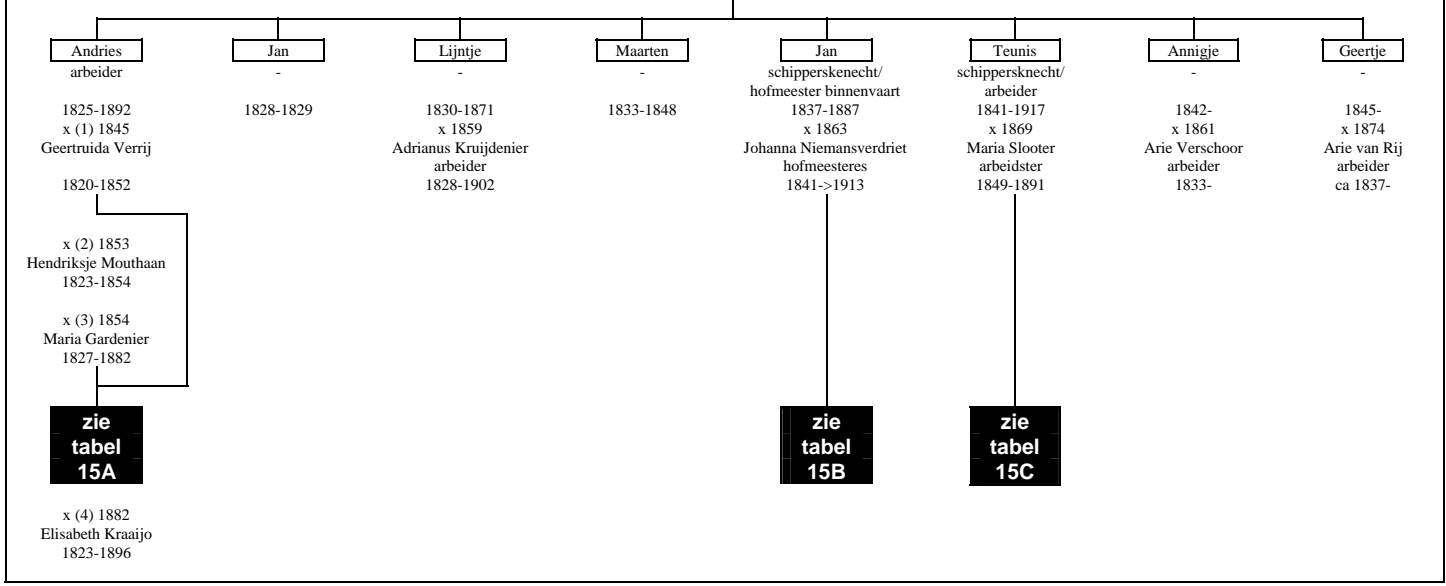 Andries
arbeider
1825-1892
x (1) 1845
Geertruida Verrij
1820-1852
x (2) 1853
Hendriksje Mouthaan
1823-1854
x (3) 1854
Maria Gardenier
1827-1882
zie
tabel
15A
x (4) 1882
Elisabeth Kraaijo
1823-1896
Jan
-
1828-1829
Lijntje
-
1830-1871
x 1859
Adrianus Kruijdenier
arbeider
1828-1902
Maarten
-
1833-1848
Jan
schipperskenecht/
hofmeester binnenvaart
1837-1887
x 1863
Johanna Niemansverdriet
hofmeesteres
1841->1913
zie
tabel
15B
Teunis
schippersknecht/
arbeider
1841-1917
x 1869
Maria Slooter
arbeidster
1849-1891
zie
tabel
15C
Annigje
-
1842-
x 1861
Arie Verschoor
arbeider
1833-
Geertje
-
1845-
x 1874
Arie van Rij
arbeider
ca 1837-